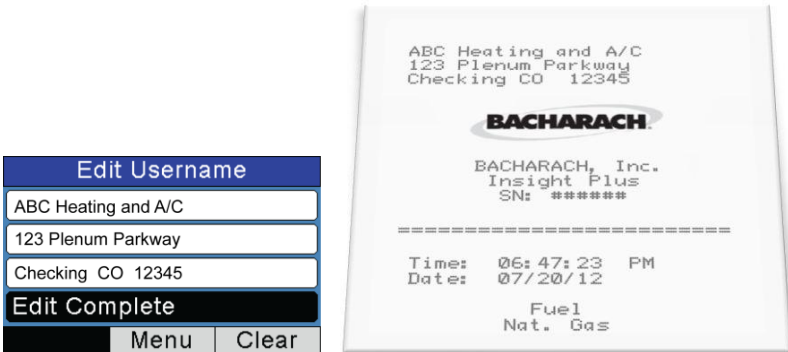 Edit Username
ABC Heating and A/C
123 Plenum Parkway
Checking CO 12345
Edit Complete
Menu Clear
ABC Heating and A/C
123 Plenum Parkway
Checking CO 12345
BACHARACH
BACHARACH, Inc.
Insight Plus
SN: ######
=========================
Time: 06:47:23 PM
Date: 07/20/12
Fuel
Nat. Gas